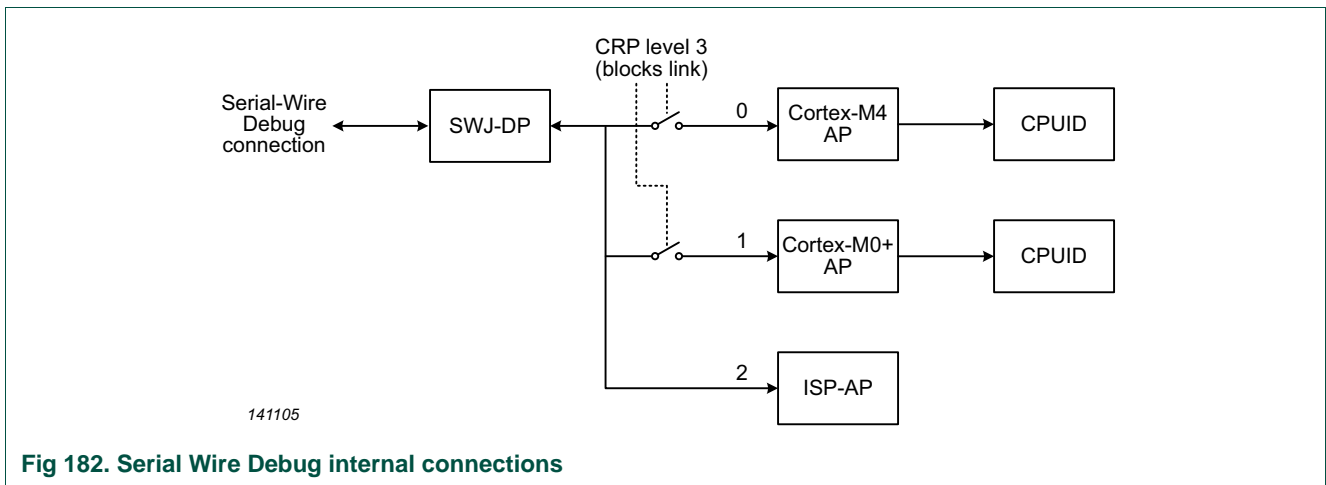 CRP level 3
(blocks link)
Serial-Wire
Debug
connection
SWJ-DP
0
Cortex-M4
AP
CPUID
1
Cortex-M0+
AP
CPUID
2
ISP-AP
141105
Fig 182. Serial Wire Debug internal connections